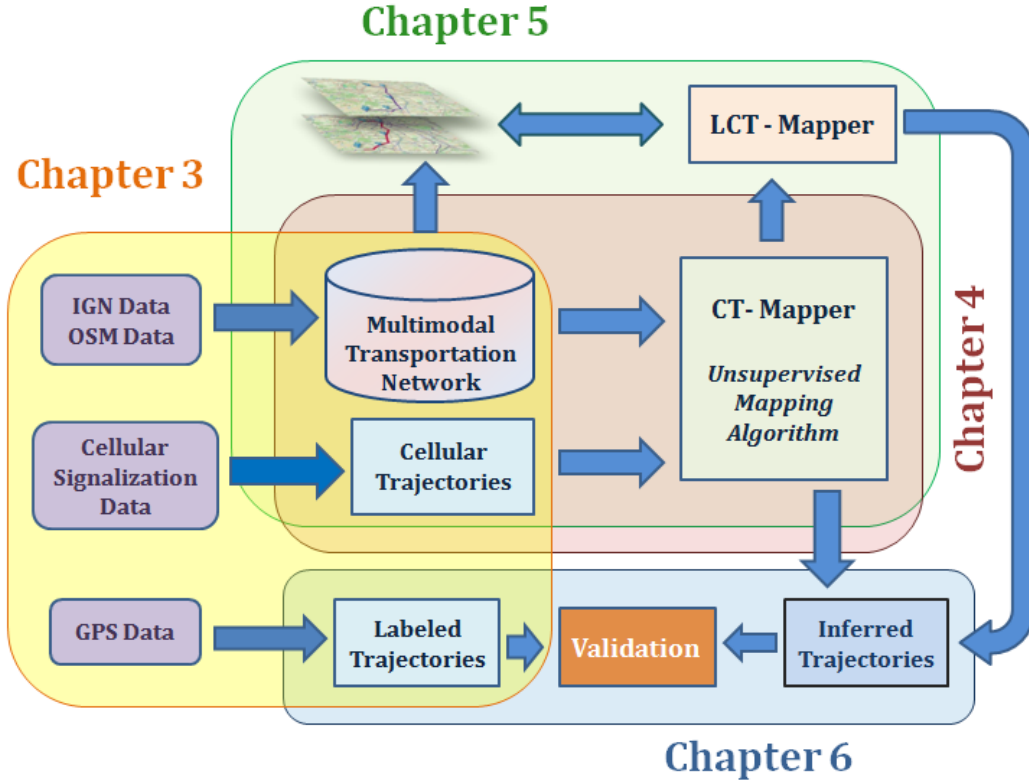 Chapter 5
LCT - Mapper
Chapter 3
IGN Data
OSM Data
Multimodal
Transportation
Network
CT- Mapper
Unsupervised
Mapping
Algorithm
Chapter 4
Cellular
Signalization
Data
Cellular
Trajectories
GPS Data
Labeled
Trajectories
Validation
Inferred
Trajectories
Chapter 6